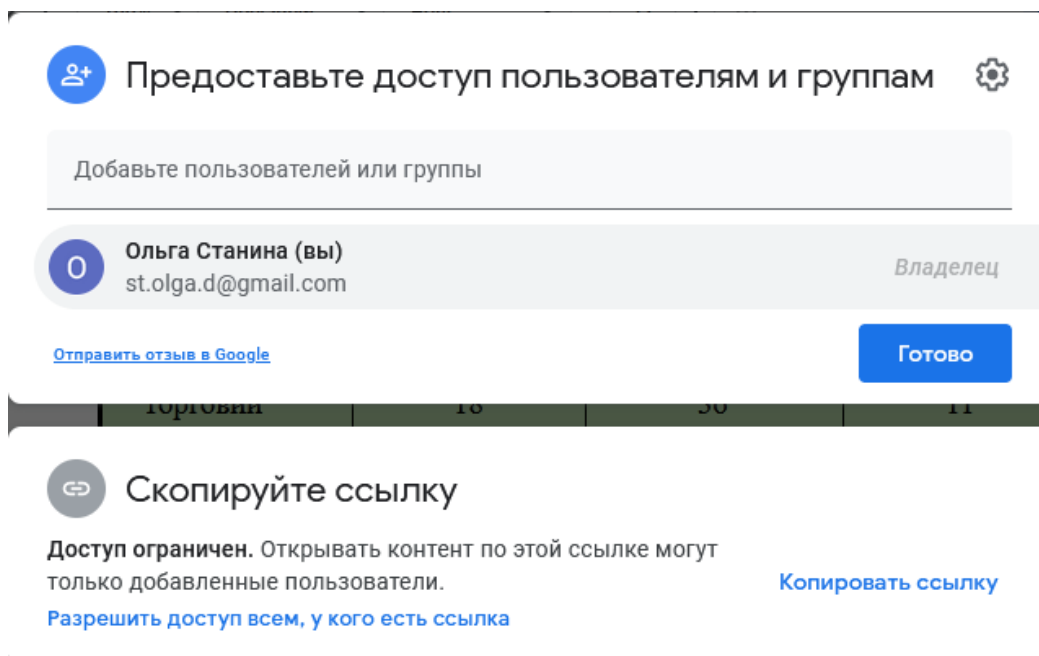 Предоставьте доступ пользователям и группам
Добавьте пользователей или группы
О
Ольга Станина (вы)
st.olga.d@gmail.com
Владелец
Отправить отзыв в Google
Готово
Торговий 18 36 11
Скопируйте ссылку
Доступ ограничен. Открывать контент по этой ссылке могут
только добавленные пользователи.
Копировать ссылку
Разрешить доступ всем, у кого есть ссылка